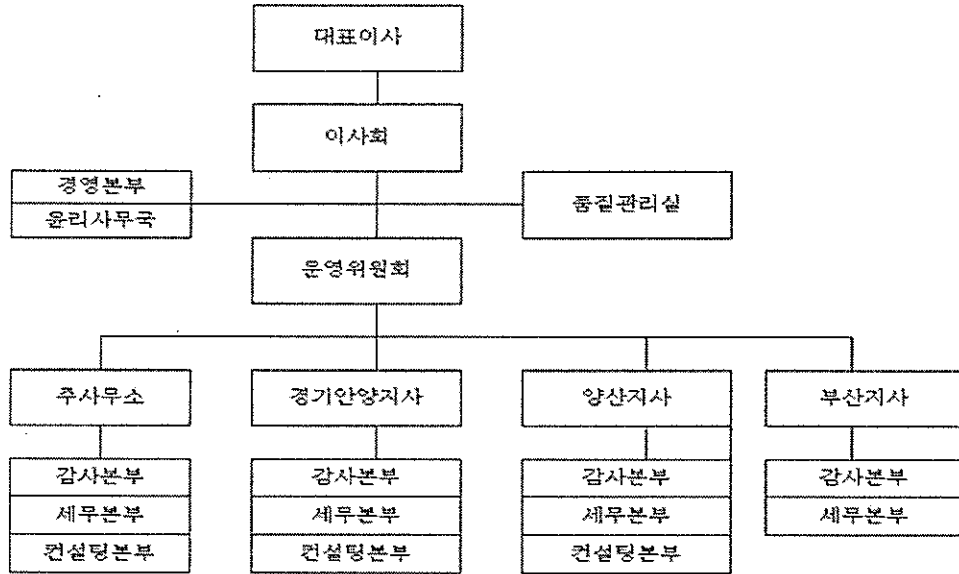 대표이사
이사회
경영본부
윤리사무국
품질관리실
운영위원회
주사무소
경기안양지사
양산지사
부산지사
감사본부
세무본부
컨설팅본부
감사본부
세무본부
컨설팅본부
감사본부
세무본부
컨설팅본부
감사본부
세무본부